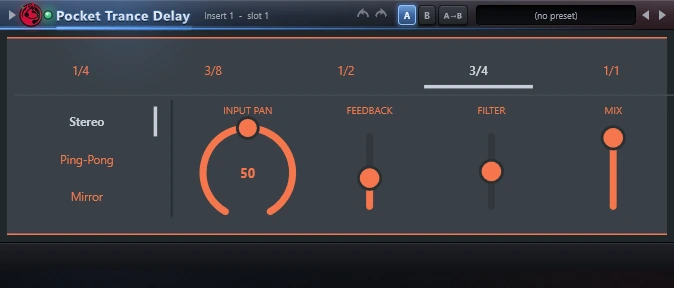 Pocket Trance Delay Insert 1 - slot 1 A B A→B (no preset)
1/4 3/8 1/2 3/4 1/1
Stereo
Ping-Pong
Mirror
INPUT PAN FEEDBACK FILTER MIX
50